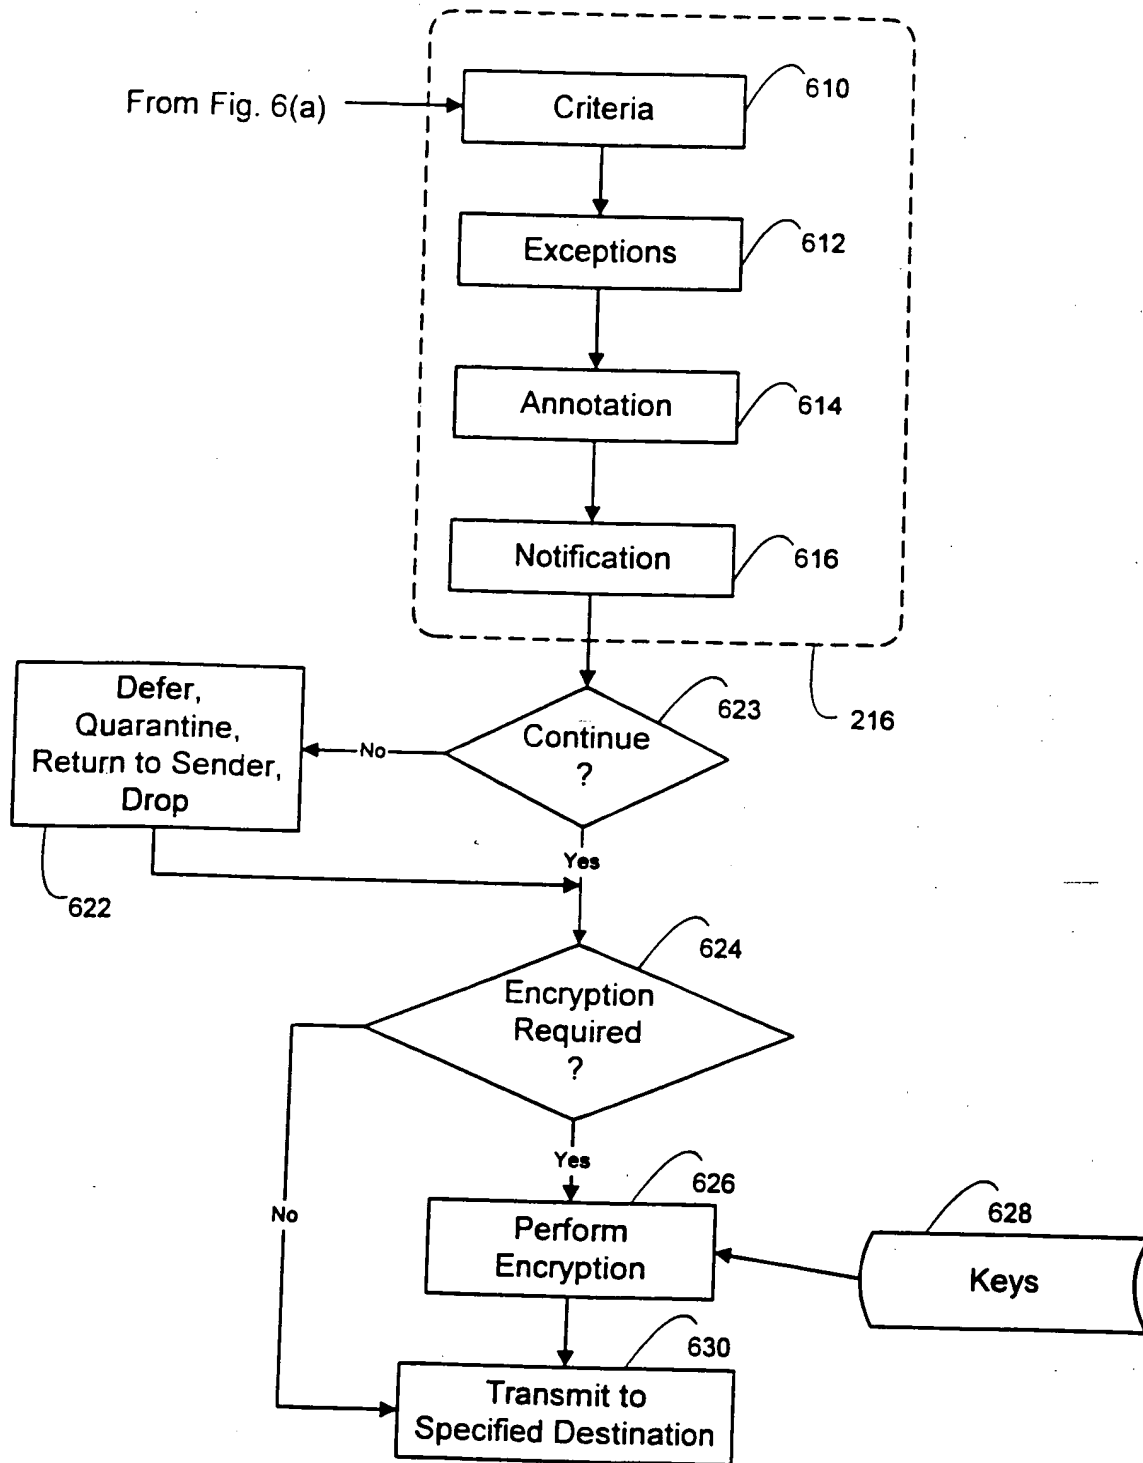 From Fig. 6(a)
Criteria
610
Exceptions
612
Annotation
614
Notification
616
216
Continue
?
623
No
Defer,
Quarantine,
Return to Sender,
Drop
622
Yes
Encryption
Required
?
624
Yes
No
Perform
Encryption
626
Keys
628
Transmit to
Specified Destination
630